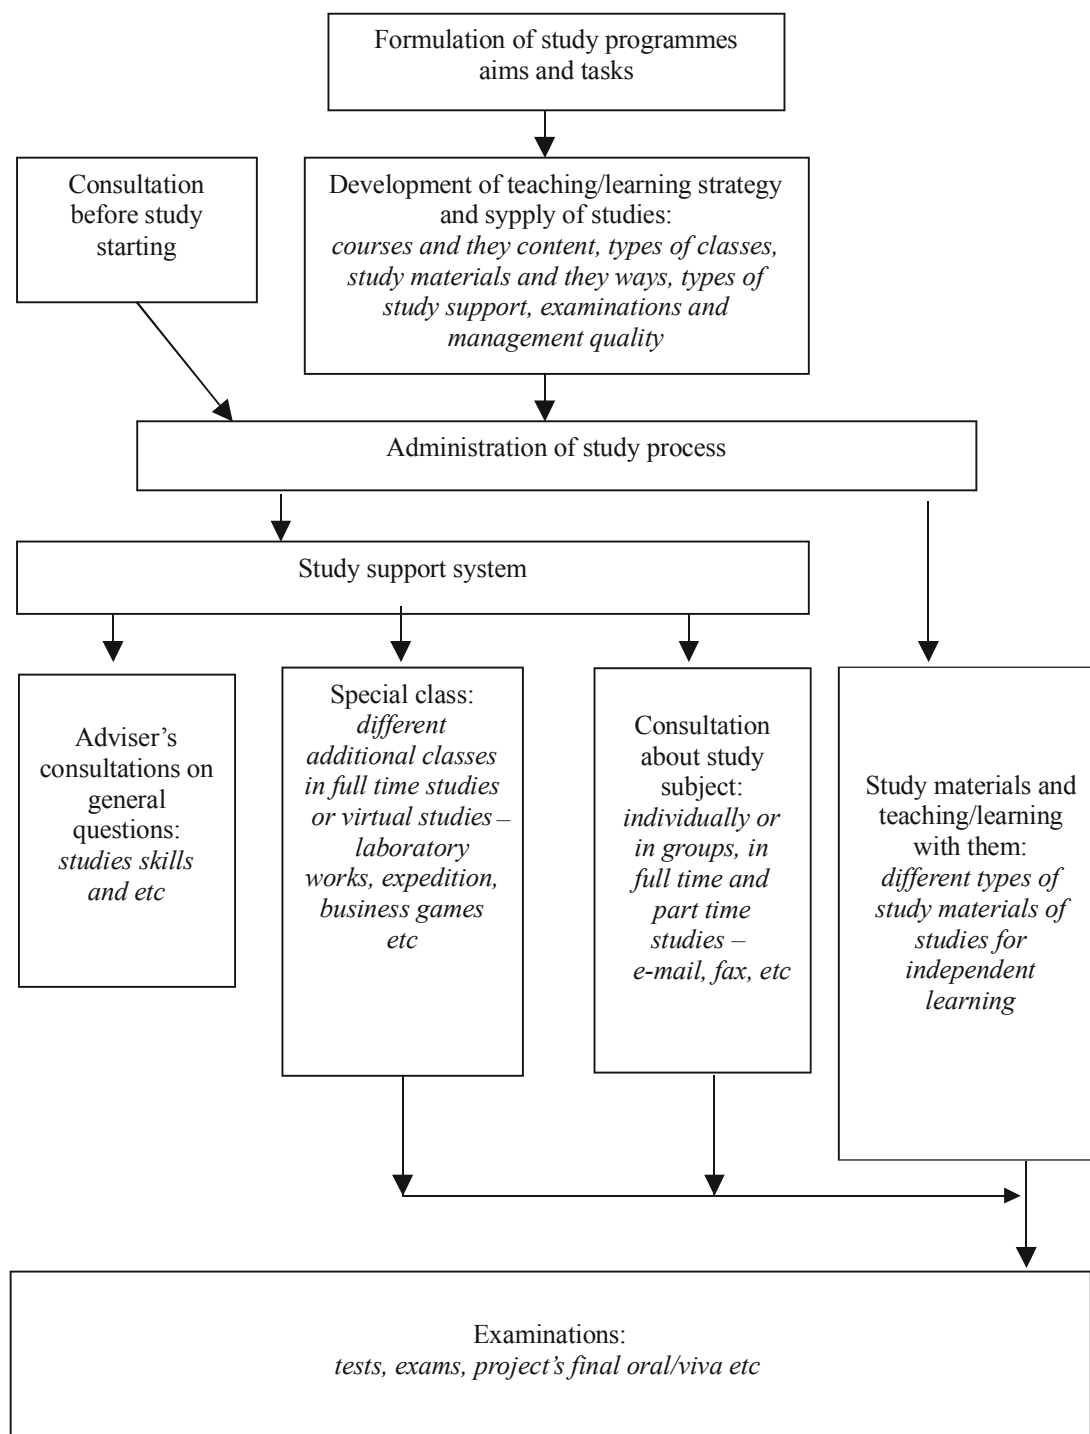 Formulation of study programmes
aims and tasks
Consultation
before study
starting
Development of teaching/learning strategy
and sypply of studies:
courses and they content, types of classes,
study materials and they ways, types of
study support, examinations and
management quality
Administration of study process
Study support system
Adviser’s
consultations on
general
questions:
studies skills
and etc
Special class:
different
additional classes
in full time studies
or virtual studies –
laboratory
works, expedition,
business games
etc
Consultation
about study
subject:
individually or
in groups, in
full time and
part time
studies –
e-mail, fax, etc
Study materials and
teaching/learning
with them:
different types of
study materials of
studies for
independent
learning
Examinations:
tests, exams, project’s final oral/viva etc